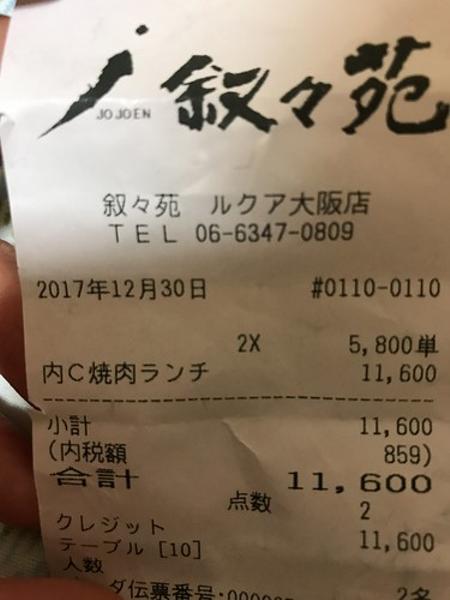 JOJOEN 叙々苑
叙々苑 ルクア大阪店
TEL 06-6347-0809
2017年12月30日 #0110-0110
2X 5,800単
内C焼肉ランチ 11,600
小計 11,600
(内税額 859)
合計 11,600
点数 2
クレジット 11,600
テーブル [10]
人数 2名
ダ伝票番号: